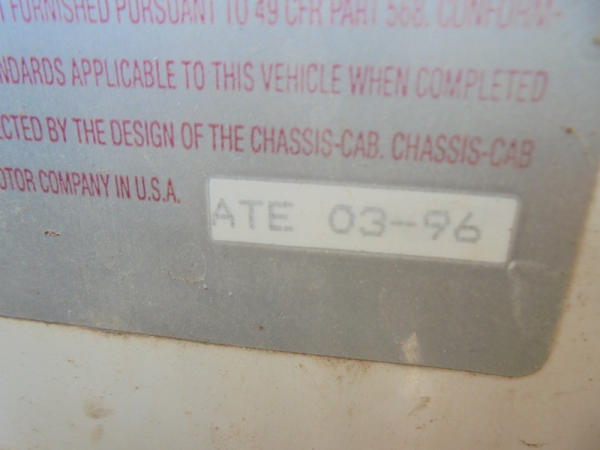 FURNISHED PURSUANT TO 49 CFR PART 568. CONFORM-
NDARDS APPLICABLE TO THIS VEHICLE WHEN COMPLETED
ECTED BY THE DESIGN OF THE CHASSIS-CAB. CHASSIS-CAB
OTOR COMPANY IN U.S.A.
ATE 03-96